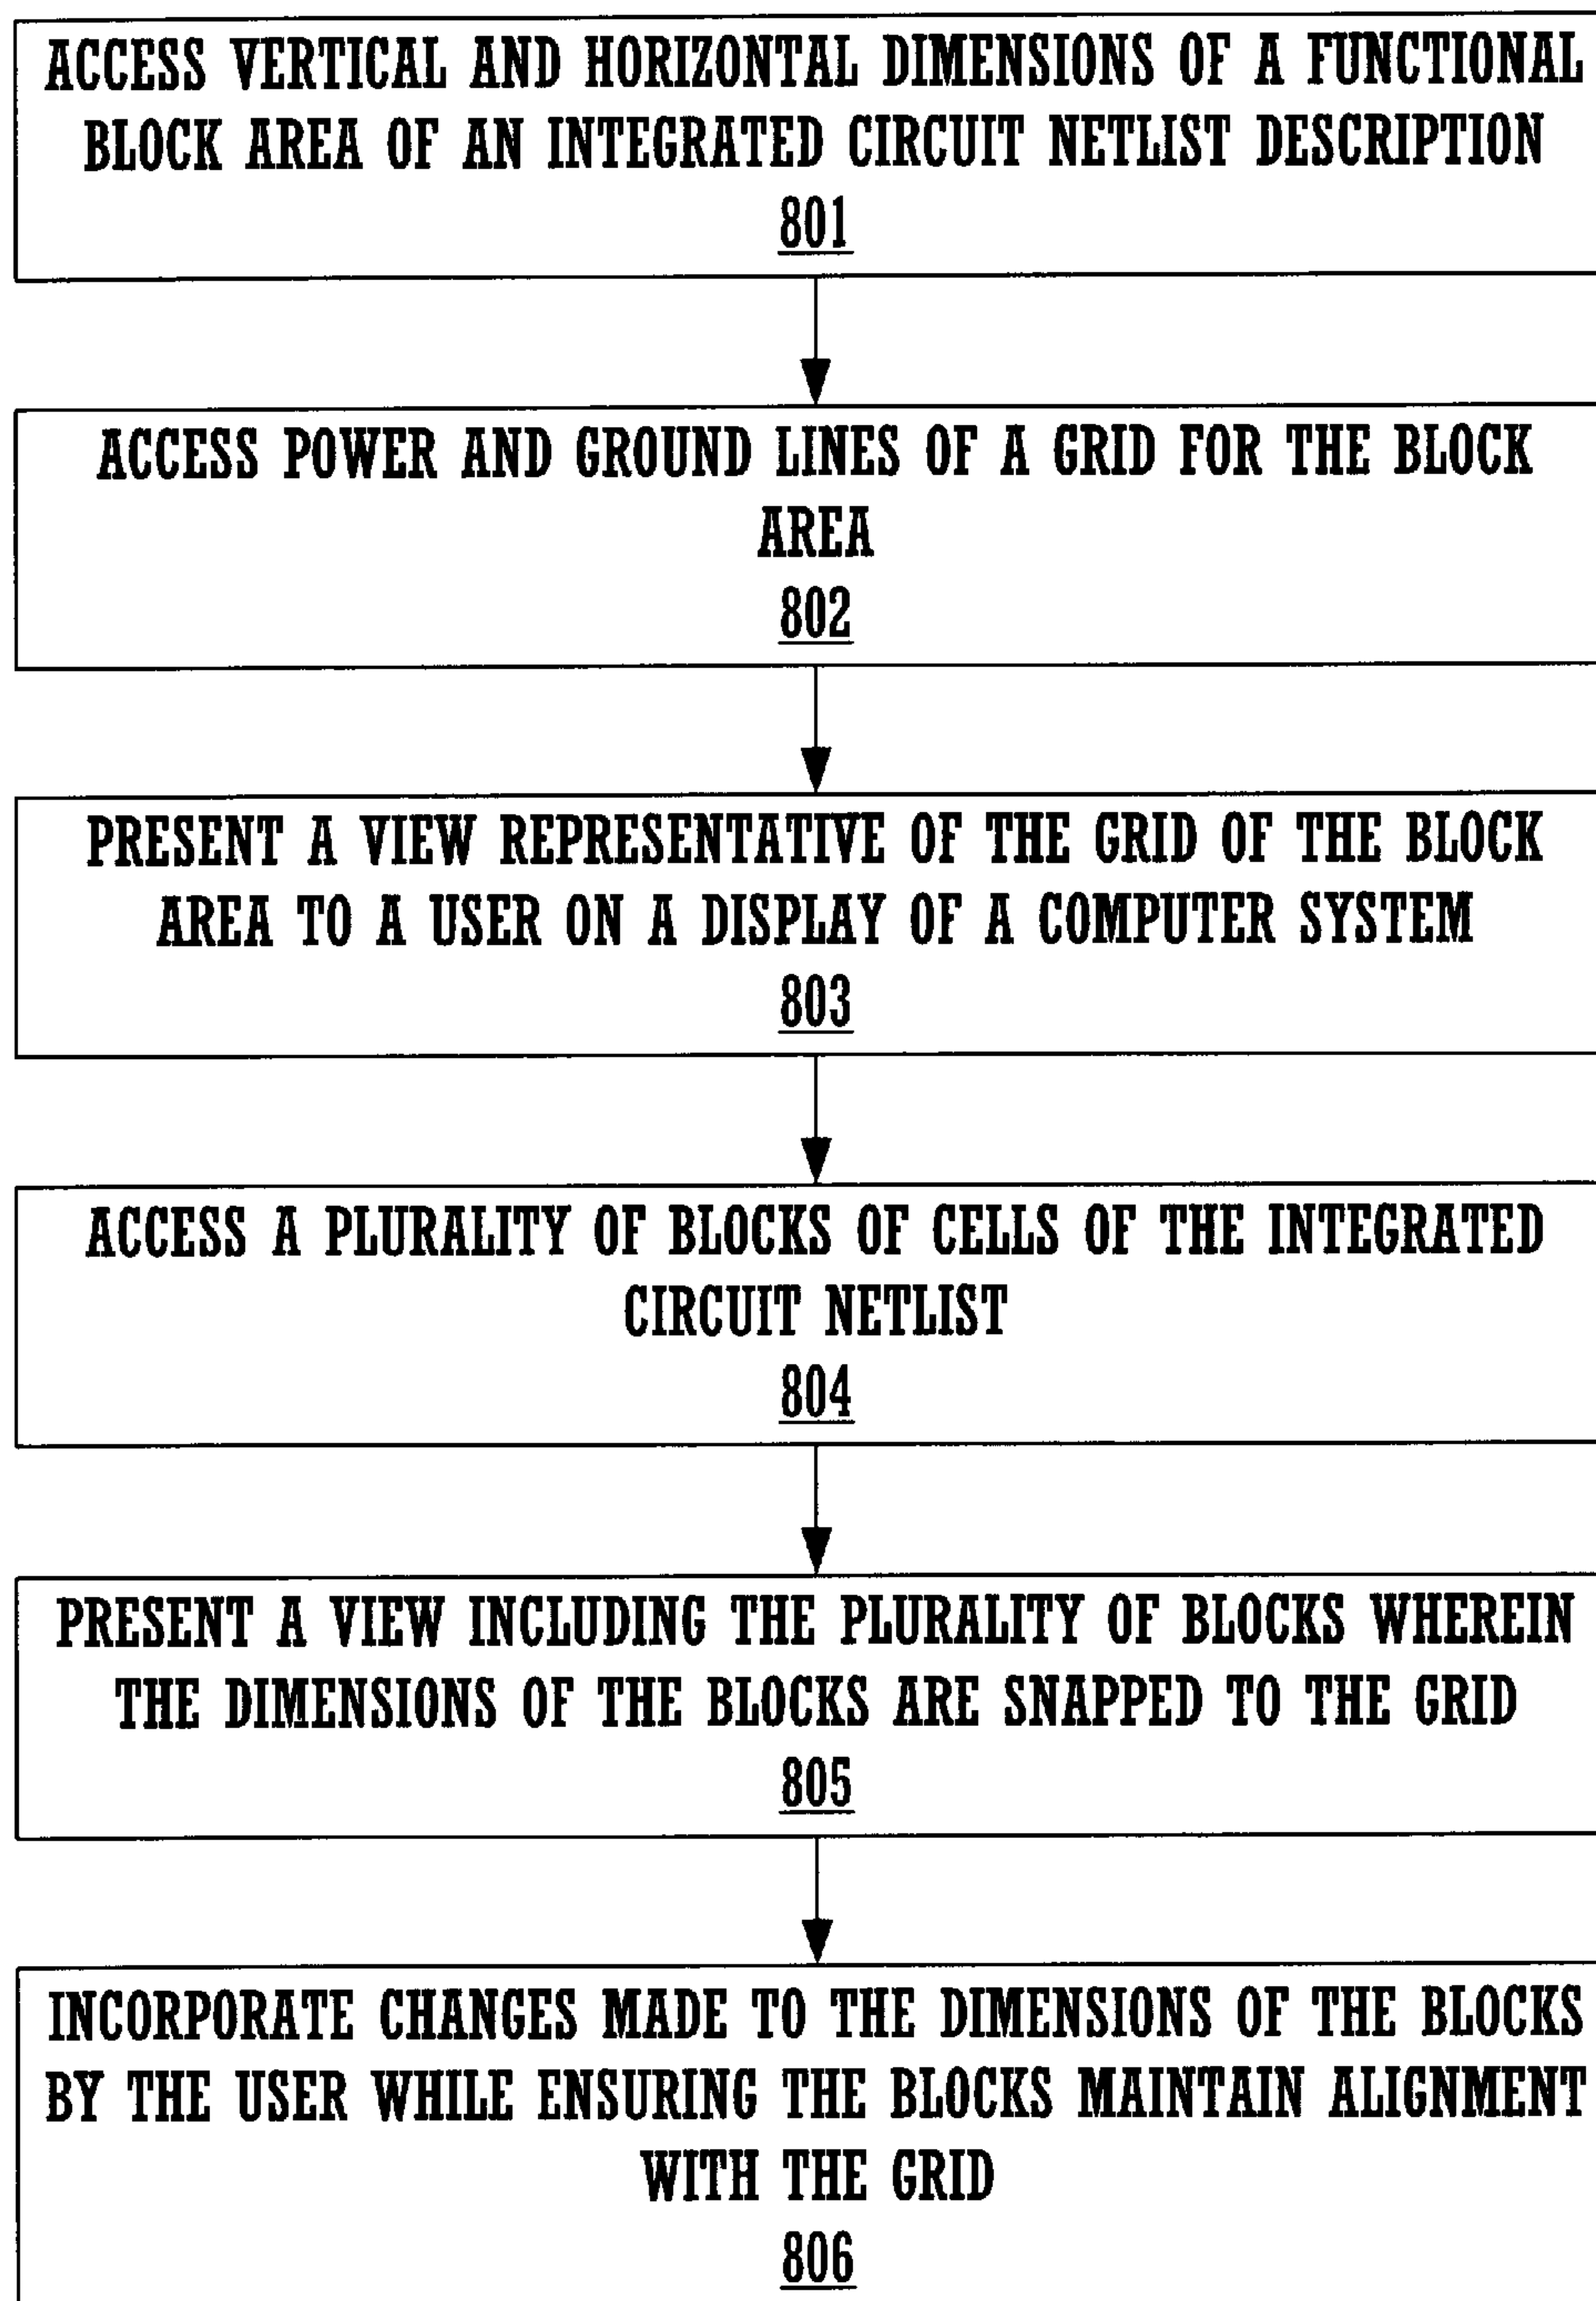 ACCESS VERTICAL AND HORIZONTAL DIMENSIONS OF A FUNCTIONAL
BLOCK AREA OF AN INTEGRATED CIRCUIT NETLIST DESCRIPTION
801
ACCESS POWER AND GROUND LINES OF A GRID FOR THE BLOCK
AREA
802
PRESENT A VIEW REPRESENTATIVE OF THE GRID OF THE BLOCK
AREA TO A USER ON A DISPLAY OF A COMPUTER SYSTEM
803
ACCESS A PLURALITY OF BLOCKS OF CELLS OF THE INTEGRATED
CIRCUIT NETLIST
804
PRESENT A VIEW INCLUDING THE PLURALITY OF BLOCKS WHEREIN
THE DIMENSIONS OF THE BLOCKS ARE SNAPPED TO THE GRID
805
INCORPORATE CHANGES MADE TO THE DIMENSIONS OF THE BLOCKS
BY THE USER WHILE ENSURING THE BLOCKS MAINTAIN ALIGNMENT
WITH THE GRID
806